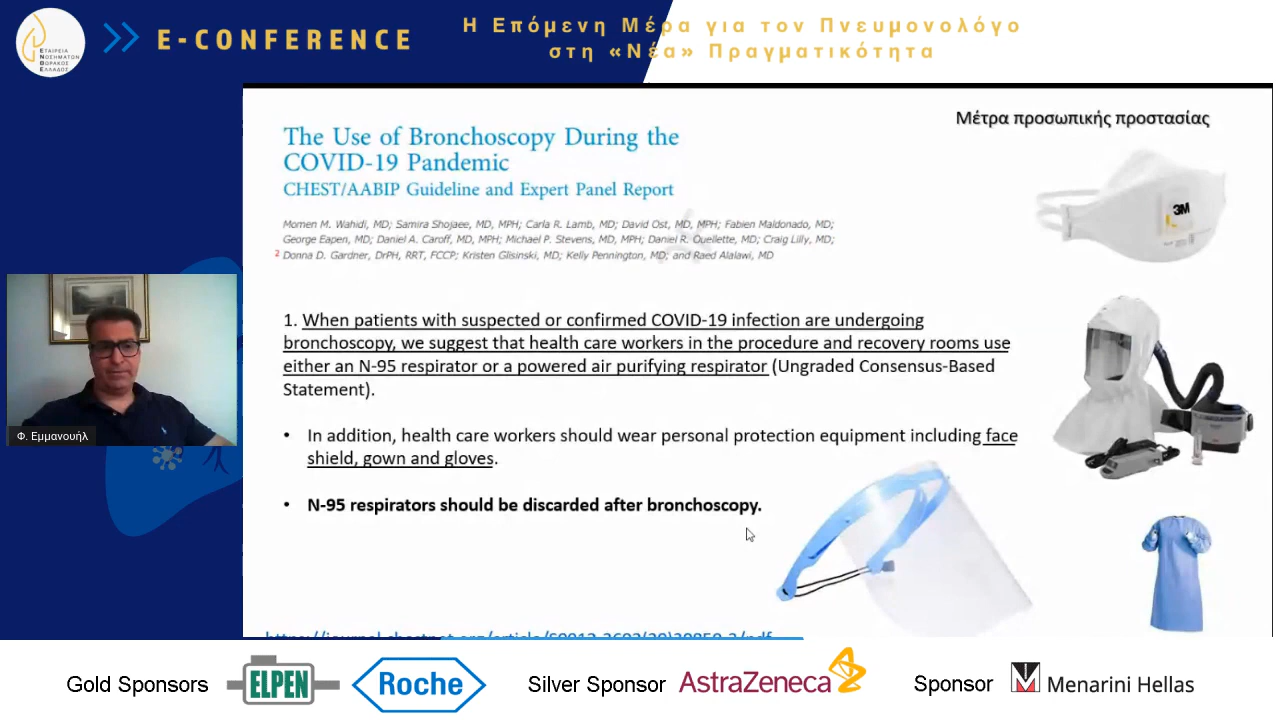 ΕΤΑΙΡΕΙΑ
ΝΟΣΗΜΑΤΩΝ
ΘΩΡΑΚΟΣ
ΕΛΛΑΔΟΣ
E-CONFERENCE
Η Επόμενη Μέρα για τον Πνευμονολόγο
στη «Νέα» Πραγματικότητα
Μέτρα προσωπικής προστασίας
The Use of Bronchoscopy During the
COVID-19 Pandemic
CHEST/AABIP Guideline and Expert Panel Report
Momen M. Wahidi, MD; Samira Shojaee, MD, MPH; Carla R. Lamb, MD; David Ost, MD, MPH; Fabien Maldonado, MD;
George Eapen, MD; Daniel A. Caroff, MD, MPH; Michael P. Stevens, MD, MPH; Daniel R. Ouellette, MD; Craig Lilly, MD;
2 Donna D. Gardner, DrPH, RRT, FCCP; Kristen Glisinski, MD; Kelly Pennington, MD; and Raed Alalawi, MD
3M
1. When patients with suspected or confirmed COVID-19 infection are undergoing
bronchoscopy, we suggest that health care workers in the procedure and recovery rooms use
either an N-95 respirator or a powered air purifying respirator (Ungraded Consensus-Based
Statement).
• In addition, health care workers should wear personal protection equipment including face
shield, gown and gloves.
• N-95 respirators should be discarded after bronchoscopy.
Φ. Εμμανουήλ
Gold Sponsors
ELPEN
Roche
Silver Sponsor
AstraZeneca
Sponsor
Menarini Hellas